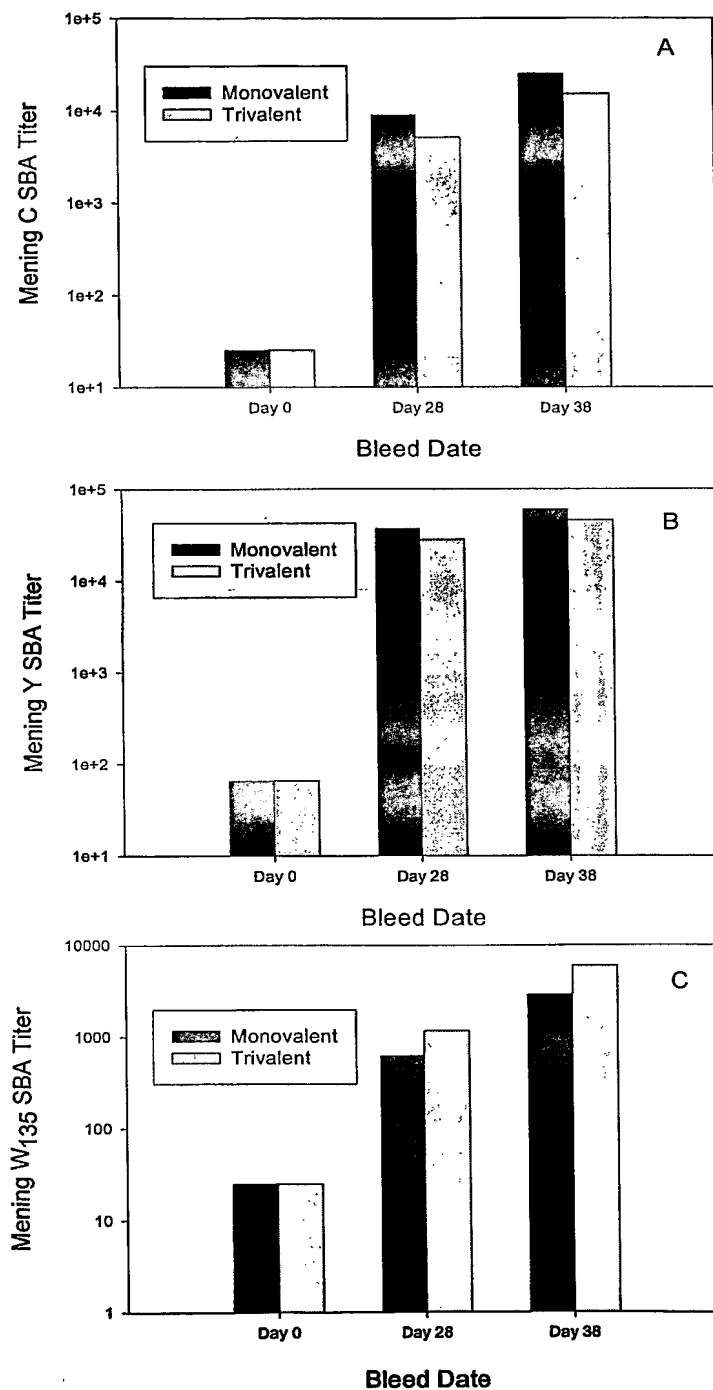 A
Mening C SBA Titer
1e+5
1e+4
1e+3
1e+2
1e+1
Monovalent
Trivalent
Day 0
Day 28
Day 38
Bleed Date
B
Mening Y SBA Titer
1e+5
1e+4
1e+3
1e+2
1e+1
Monovalent
Trivalent
Day 0
Day 28
Day 38
Bleed Date
C
Mening W135 SBA Titer
10000
1000
100
10
1
Monovalent
Trivalent
Day 0
Day 28
Day 38
Bleed Date